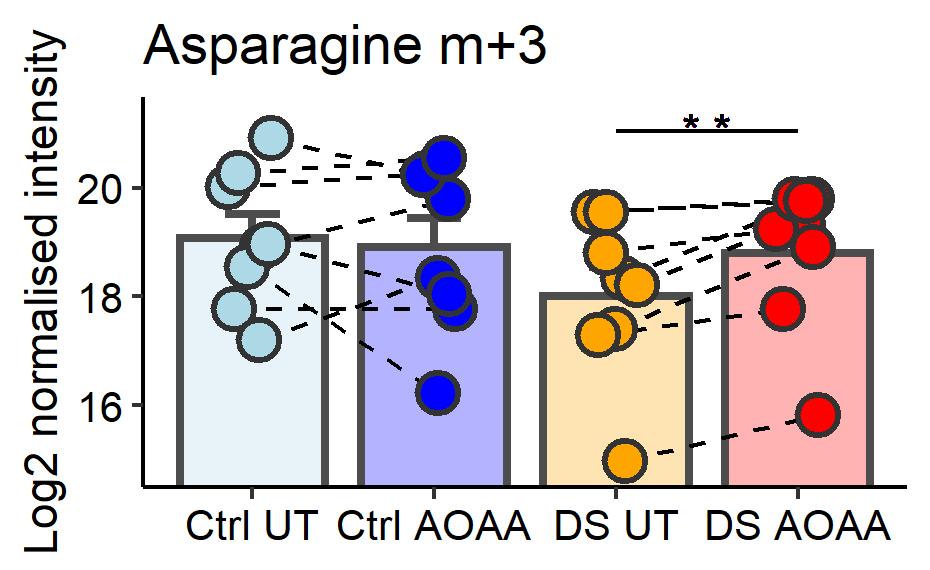 Asparagine m+3
Log2 normalised intensity
* *
20
18
16
Ctrl UT
Ctrl AOAA
DS UT
DS AOAA